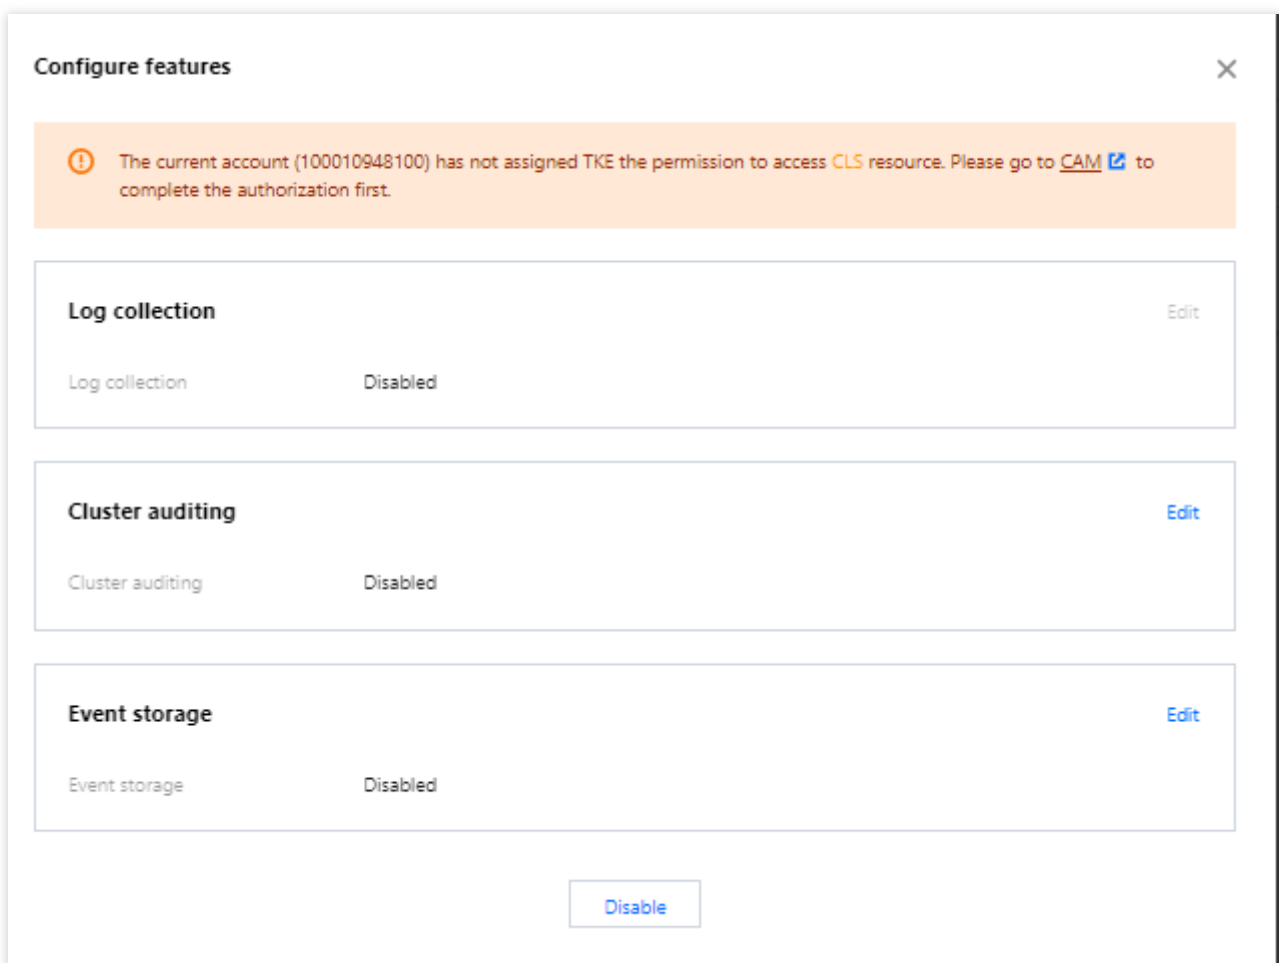 Configure features
The current account (100010948100) has not assigned TKE the permission to access CLS resource. Please go to CAM to
complete the authorization first.
Log collection
Edit
Log collection Disabled
Cluster auditing
Edit
Cluster auditing Disabled
Event storage
Edit
Event storage Disabled
Disable